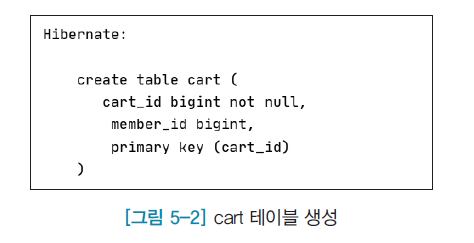 Hibernate:
create table cart (
cart_id bigint not null,
member_id bigint,
primary key (cart_id)
)
[그림 5-2] cart 테이블 생성